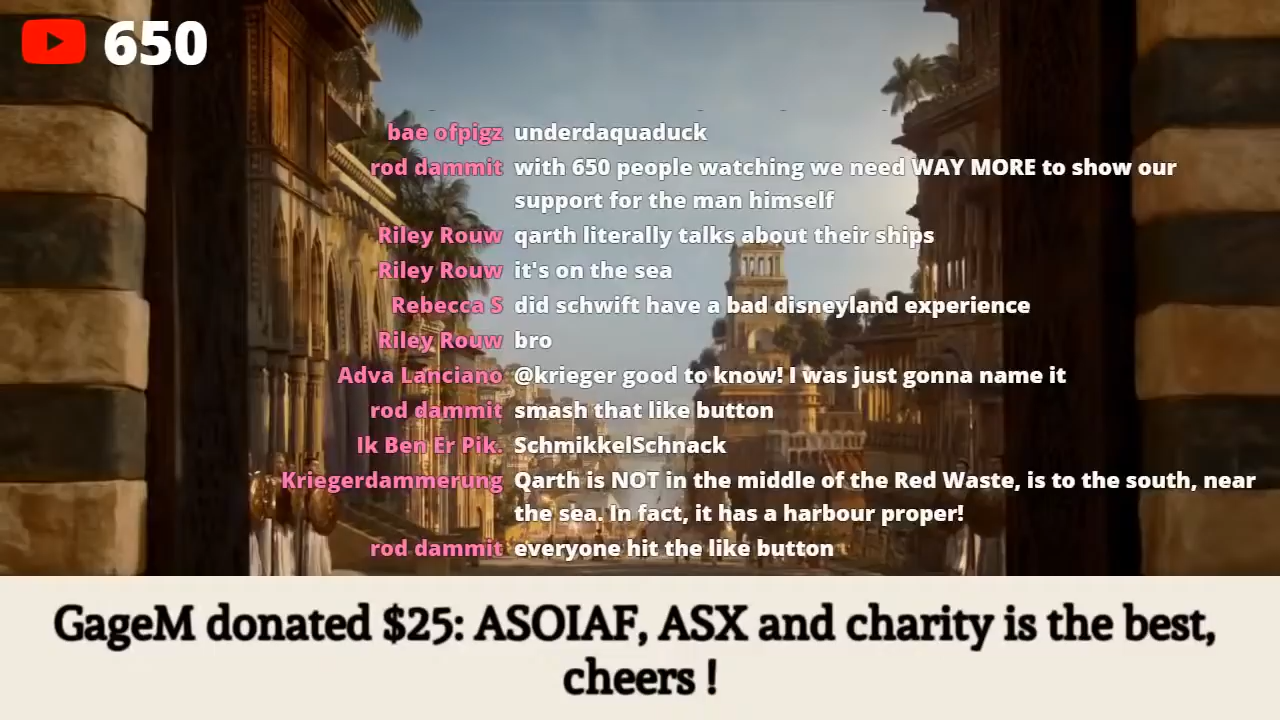 650
bae ofpigz underdaquaduck
rod dammit with 650 people watching we need WAY MORE to show our
support for the man himself
Riley Rouw qarth literally talks about their ships
Riley Rouw it's on the sea
Rebecca S did schwift have a bad disneyland experience
Riley Rouw bro
Adva Lanciano @krieger good to know! I was just gonna name it
rod dammit smash that like button
Ik Ben Er Pik. SchmikkelSchnack
Kriegerdammerung Qarth is NOT in the middle of the Red Waste, is to the south, near
the sea. In fact, it has a harbour proper!
rod dammit everyone hit the like button
GageM donated $25: ASOIAF, ASX and charity is the best,
cheers !